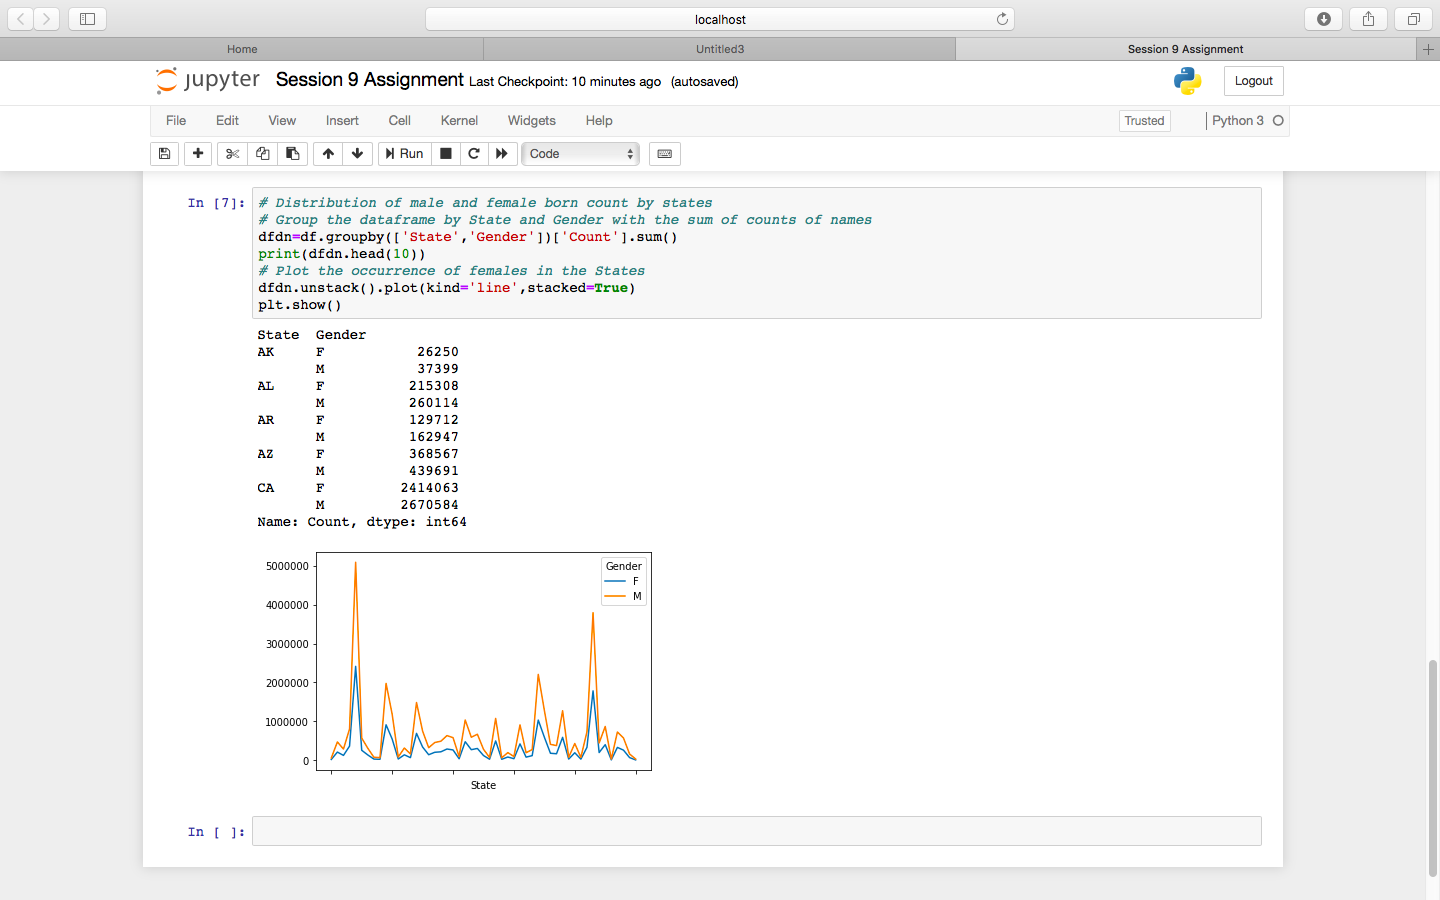 localhost
Home
Untitled3
Session 9 Assignment
+
jupyter Session 9 Assignment Last Checkpoint: 10 minutes ago (autosaved)
Logout
File Edit View Insert Cell Kernel Widgets Help
Trusted
Python 3
Run
Code
In [7]:
# Distribution of male and female born count by states
# Group the dataframe by State and Gender with the sum of counts of names
dfdn=df.groupby(['State','Gender'])['Count'].sum()
print(dfdn.head(10))
# Plot the occurrence of females in the States
dfdn.unstack().plot(kind='line',stacked=True)
plt.show()
State Gender
AK F 26250
M 37399
AL F 215308
M 260114
AR F 129712
M 162947
AZ F 368567
M 439691
CA F 2414063
M 2670584
Name: Count, dtype: int64
Gender
F
M
5000000
4000000
3000000
2000000
1000000
0
State
In [ ]: